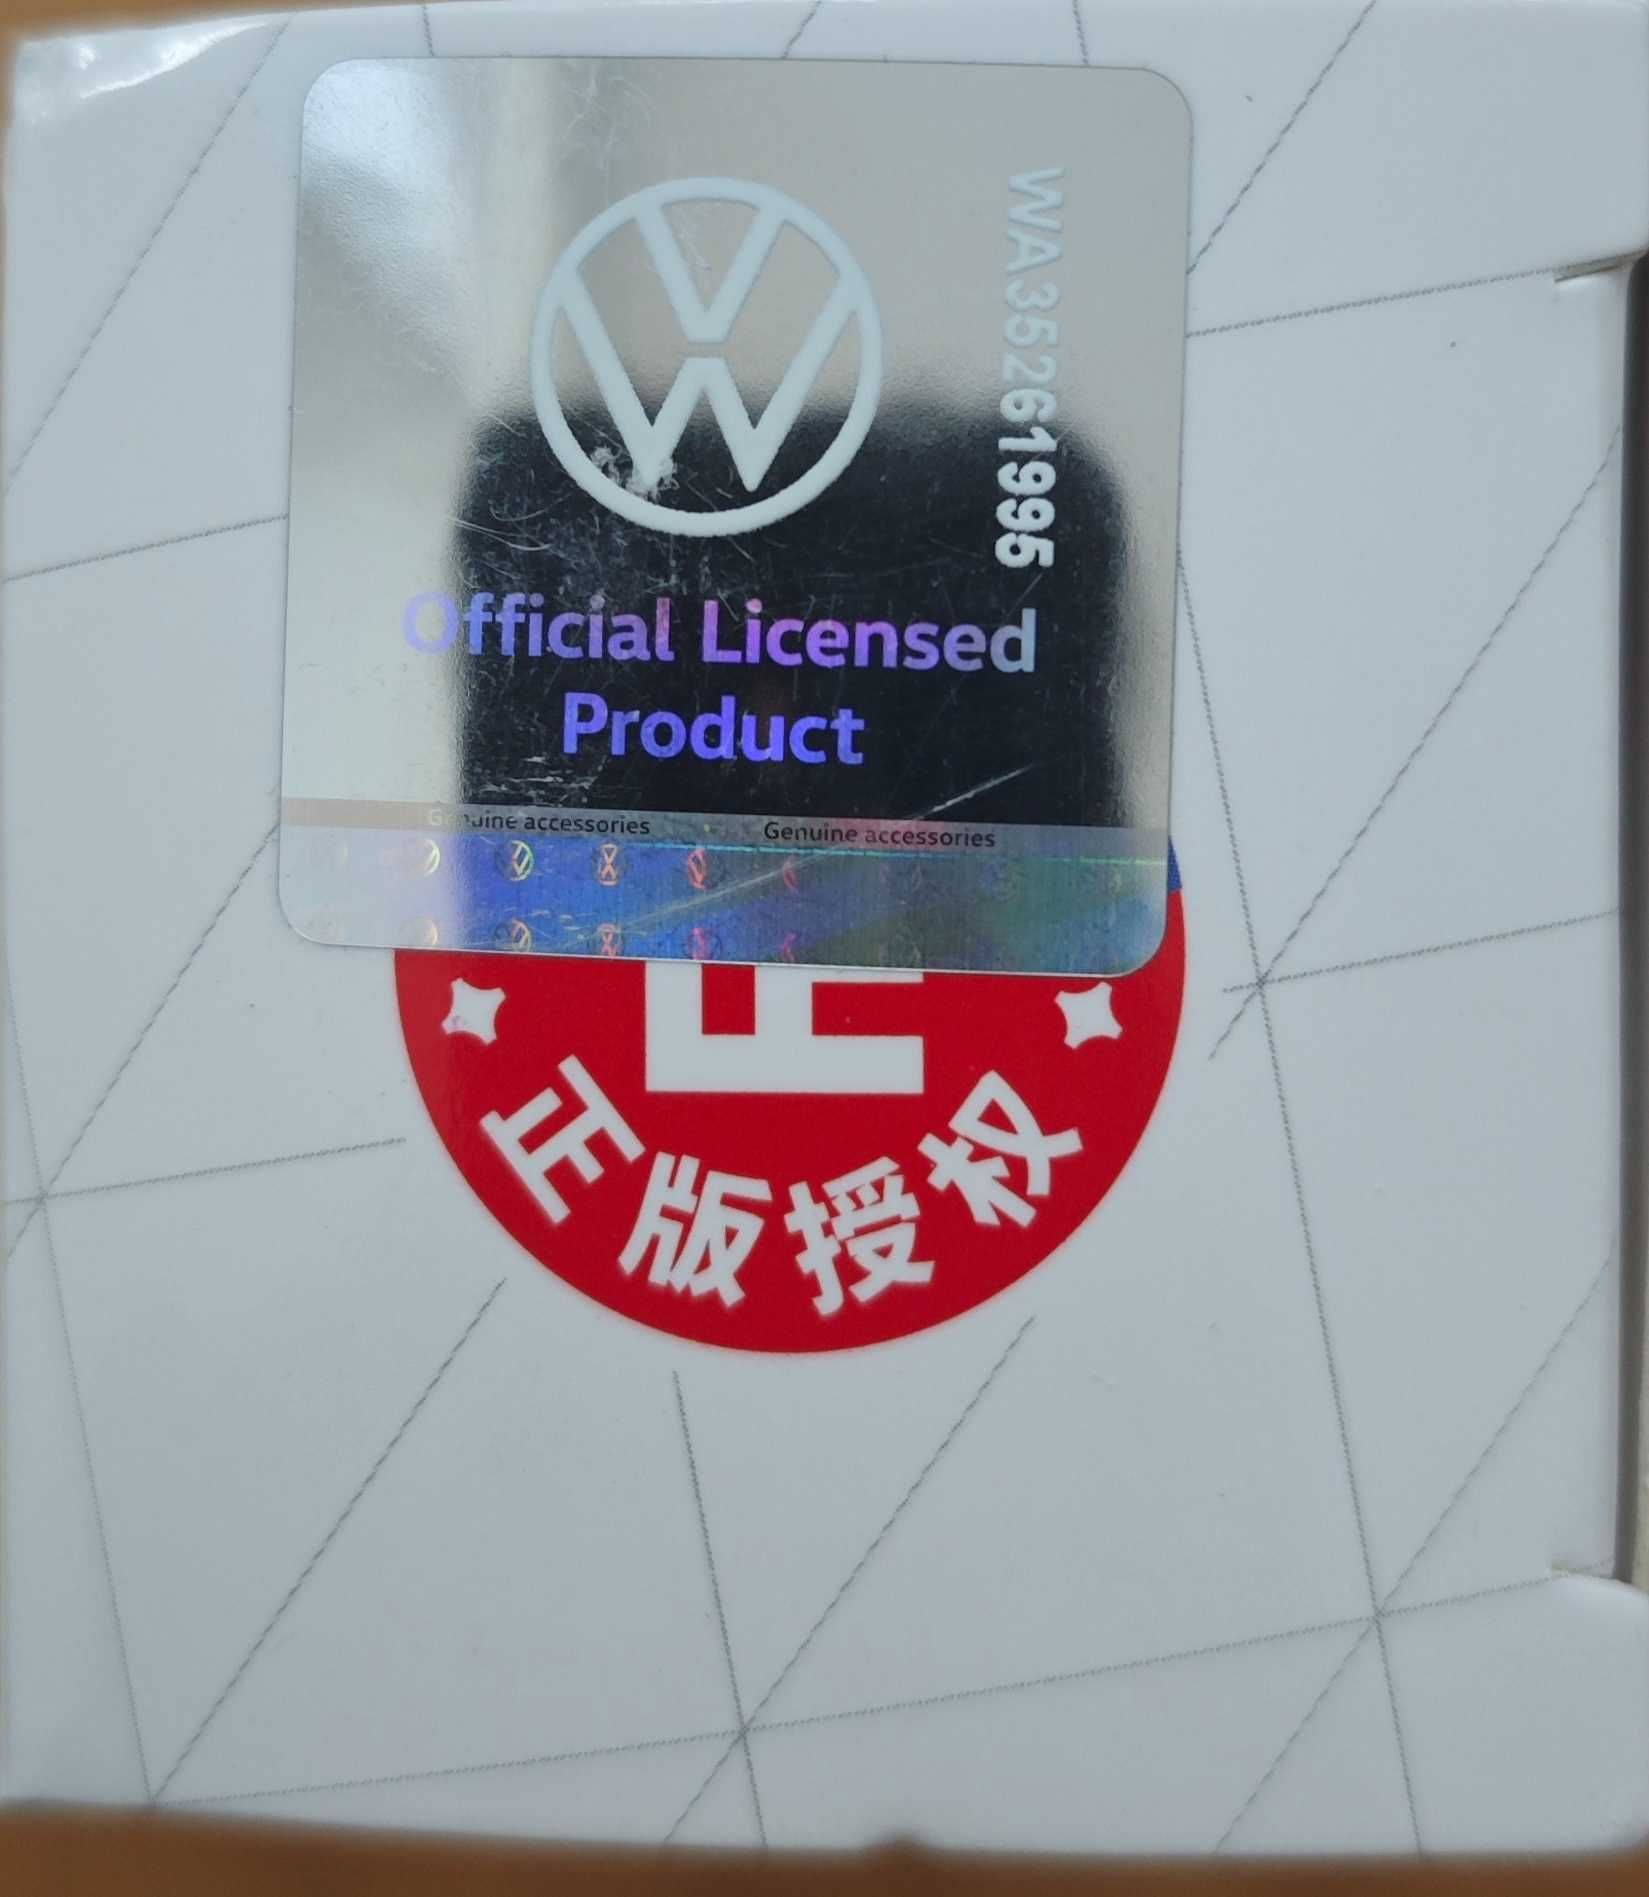 WA35261995
Official Licensed
Product
Genuine accessories Genuine accessories
正版授权